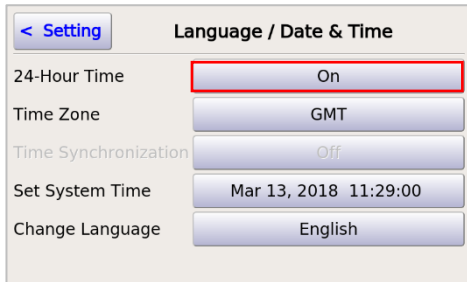 < Setting Language / Date & Time
24-Hour Time On
Time Zone GMT
Time Synchronization Off
Set System Time Mar 13, 2018 11:29:00
Change Language English